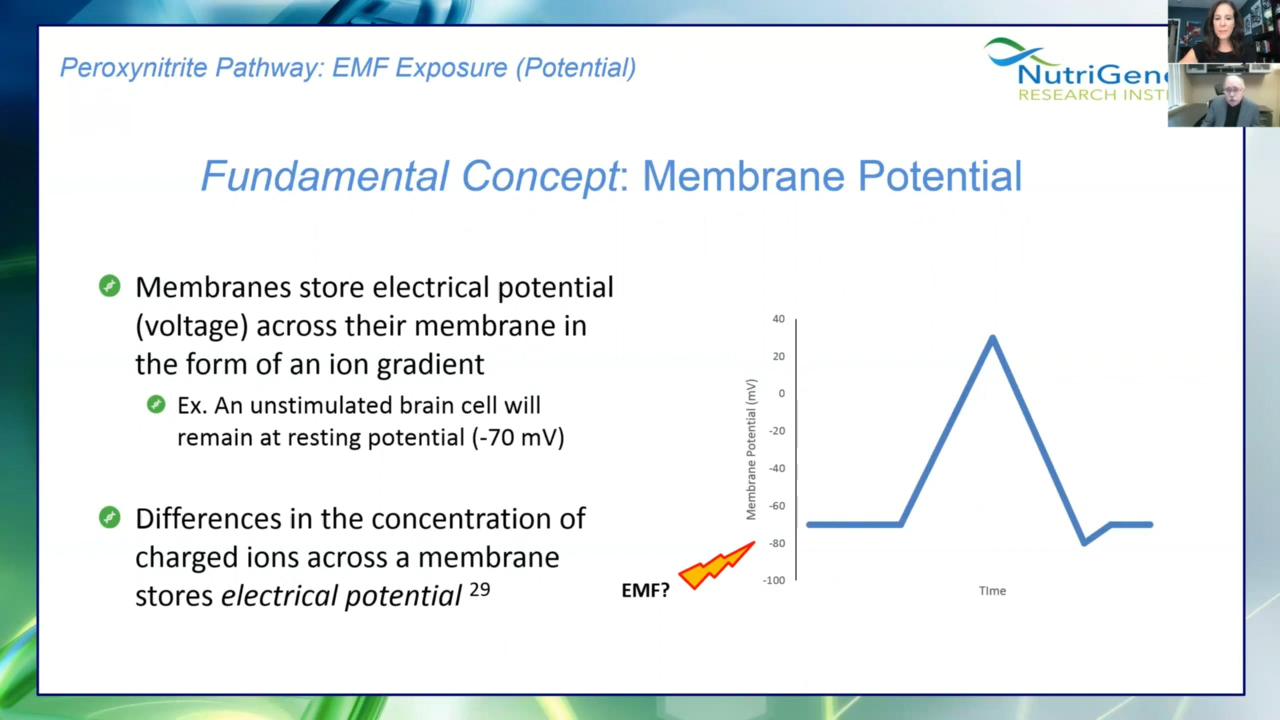 Peroxynitrite Pathway: EMF Exposure (Potential)
NutriGene
RESEARCH INSTI
Fundamental Concept: Membrane Potential
Membranes store electrical potential
(voltage) across their membrane in
the form of an ion gradient
Ex. An unstimulated brain cell will
remain at resting potential (-70 mV)
Differences in the concentration of
charged ions across a membrane
stores electrical potential 29
EMF?
Membrane Potential (mV)
40
20
0
-20
-40
-60
-80
-100
TIme